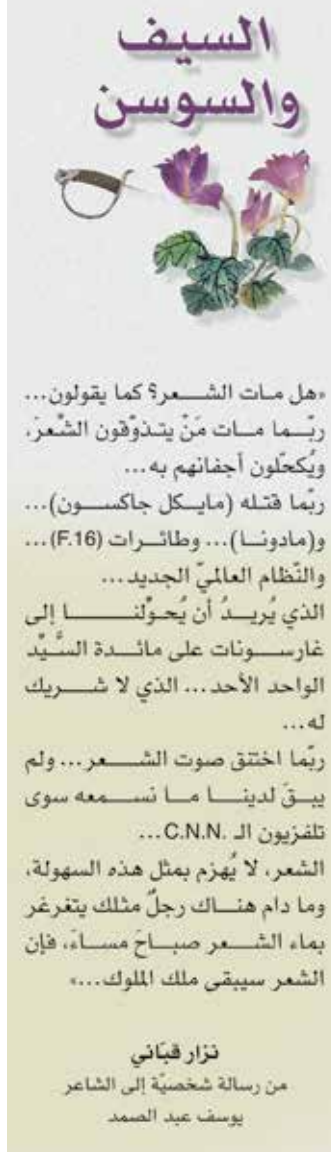 السيف
والسوسن
«هل مات الشعر؟ كما يقولون...
ربّما مات مَنْ يتذوّقون الشّعرَ،
ويُكحّلون أجفانهم به...
ربّما قتله (مايكل جاكسون)...
و(مادونا)... وطائرات (F.16)...
والنّظام العالميّ الجديد...
الذي يُريدُ أن يُحوّلنا إلى
غارسونات على مائدة السَّيِّد
الواحد الأحد... الذي لا شريك
له...
ربّما اختنق صوت الشعر... ولم
يبقَ لدينا ما نسمعه سوى
تلفزيون الـ C.N.N....
الشعر، لا يُهزم بمثل هذه السهولة،
وما دام هناك رجلٌ مثلك يتغرغر
بماء الشعر صباحَ مساءَ، فإن
الشعر سيبقى ملك الملوك...»
نزار قبّاني
من رسالة شخصيّة إلى الشاعر
يوسف عبد الصمد